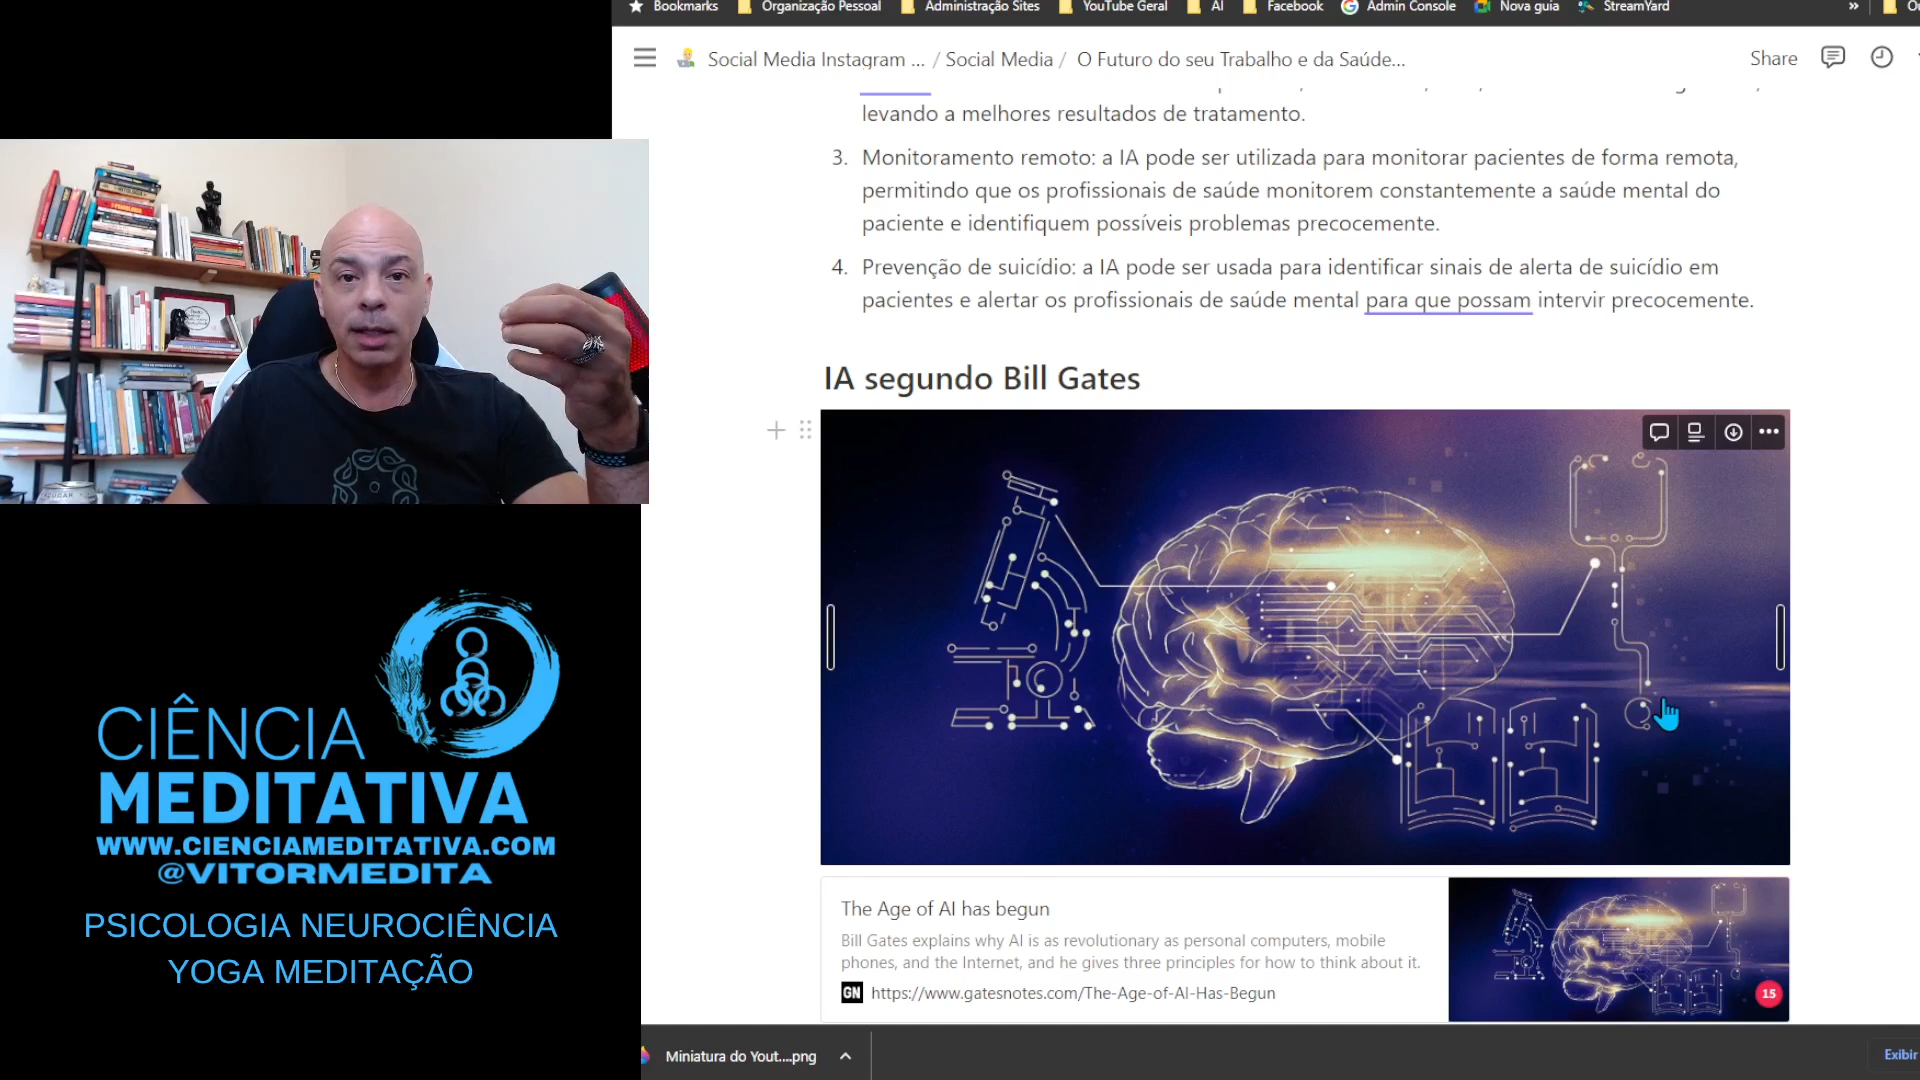 Bookmarks Organização Pessoal Administração Sites YouTube Geral AI Facebook Admin Console Nova guia StreamYard »
Social Media Instagram ... / Social Media / O Futuro do seu Trabalho e da Saúde... Share
levando a melhores resultados de tratamento.
3. Monitoramento remoto: a IA pode ser utilizada para monitorar pacientes de forma remota,
permitindo que os profissionais de saúde monitorem constantemente a saúde mental do
paciente e identifiquem possíveis problemas precocemente.
4. Prevenção de suicídio: a IA pode ser usada para identificar sinais de alerta de suicídio em
pacientes e alertar os profissionais de saúde mental para que possam intervir precocemente.
IA segundo Bill Gates
The Age of AI has begun
Bill Gates explains why AI is as revolutionary as personal computers, mobile
phones, and the Internet, and he gives three principles for how to think about it.
GN https://www.gatesnotes.com/The-Age-of-AI-Has-Begun
15
Miniatura do Yout....png
Exibir
CIÊNCIA
MEDITATIVA
WWW.CIENCIAMEDITATIVA.COM
@VITORMEDITA
PSICOLOGIA NEUROCIÊNCIA
YOGA MEDITAÇÃO